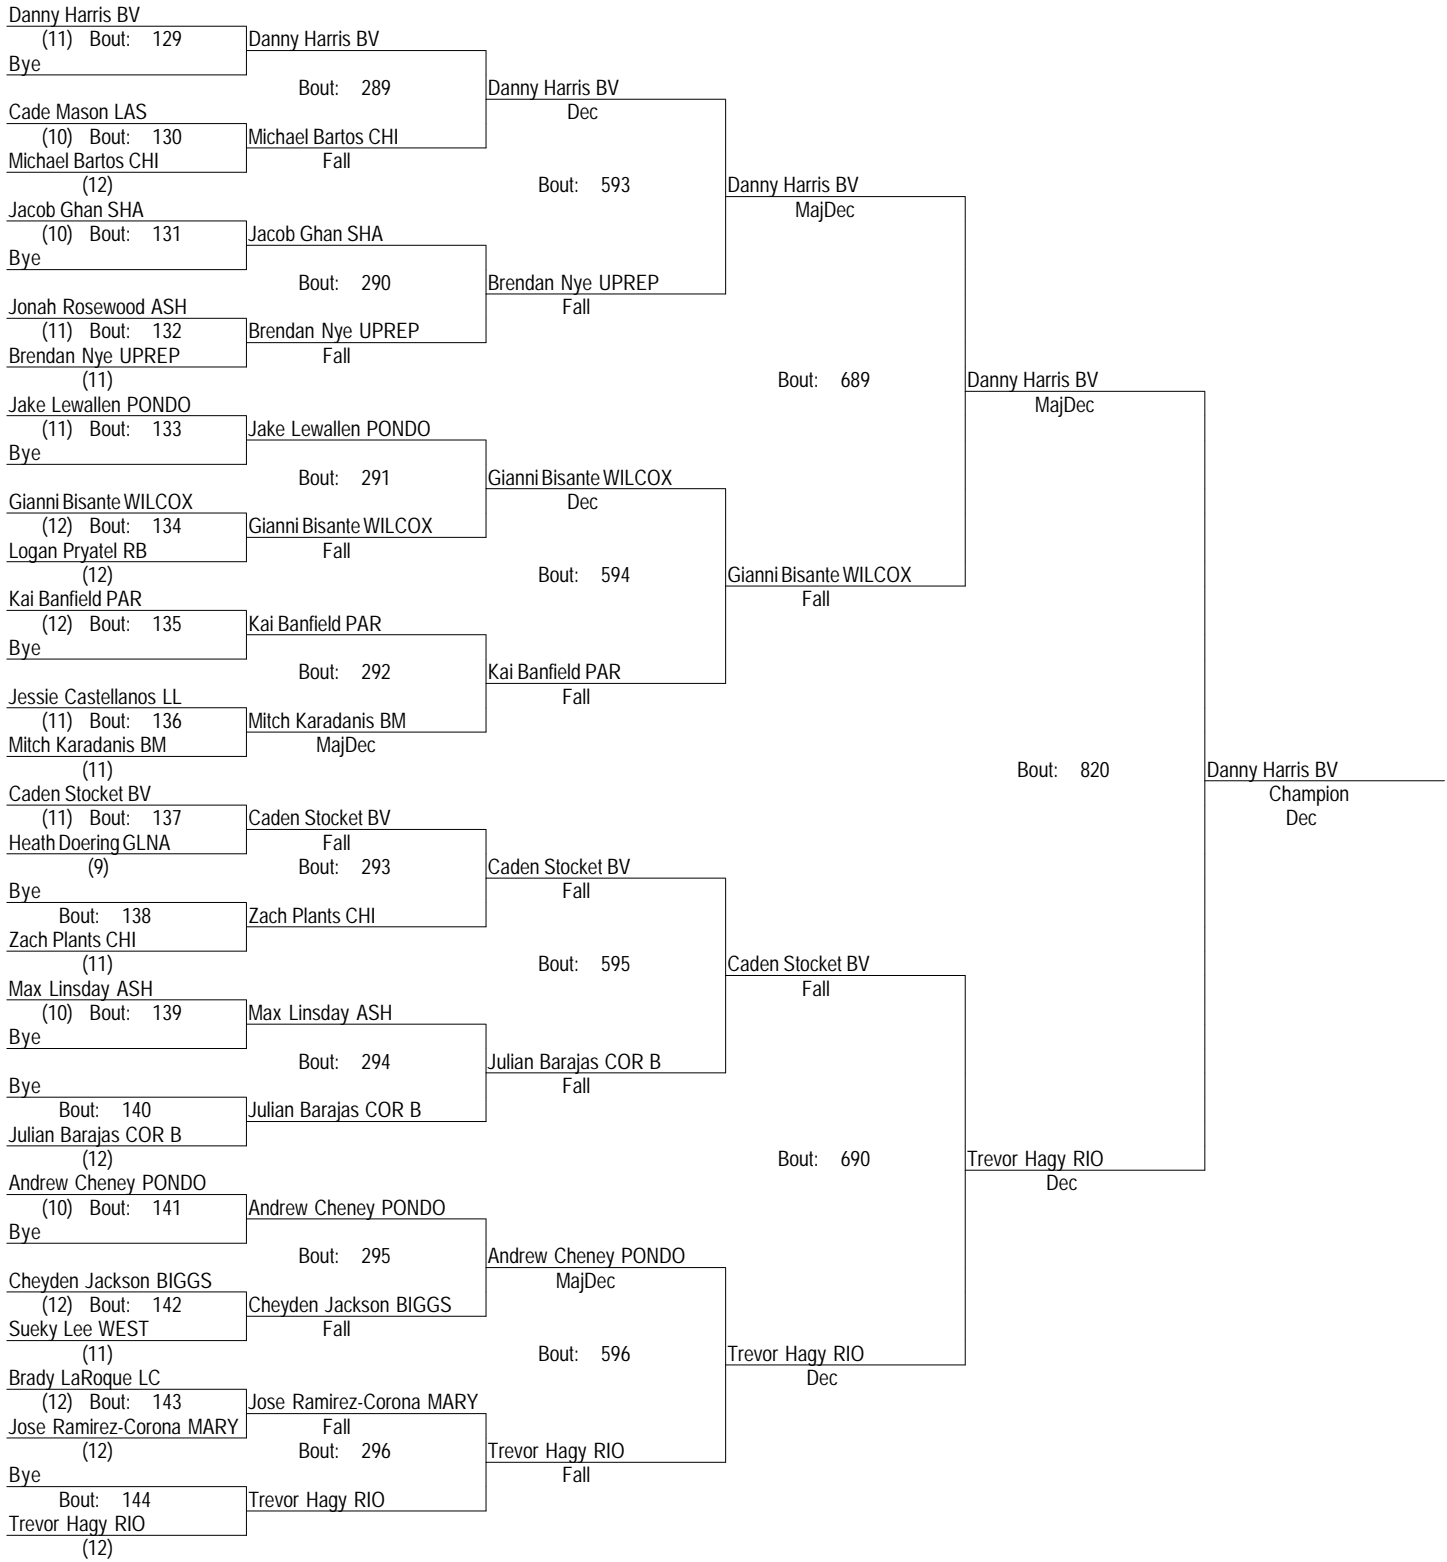 Danny Harris BV
(11) Bout: 129 Danny Harris BV
Bye
Bout: 289 Danny Harris BV
Cade Mason LAS Dec
(10) Bout: 130 Michael Bartos CHI
Michael Bartos CHI Fall
(12) Bout: 593 Danny Harris BV
Jacob Ghan SHA MajDec
(10) Bout: 131 Jacob Ghan SHA
Bye
Bout: 290 Brendan Nye UPREP
Jonah Rosewood ASH Fall
(11) Bout: 132 Brendan Nye UPREP
Brendan Nye UPREP Fall
(11) Bout: 689 Danny Harris BV
Jake Lewallen PONDO MajDec
(11) Bout: 133 Jake Lewallen PONDO
Bye
Bout: 291 Gianni Bisante WILCOX
Gianni Bisante WILCOX Dec
(12) Bout: 134 Gianni Bisante WILCOX
Logan Pryatel RB Fall
(12) Bout: 594 Gianni Bisante WILCOX
Kai Banfield PAR Fall
(12) Bout: 135 Kai Banfield PAR
Bye
Bout: 292 Kai Banfield PAR
Jessie Castellanos LL Fall
(11) Bout: 136 Mitch Karadanis BM
Mitch Karadanis BM MajDec
(11) Bout: 820 Danny Harris BV
Caden Stocket BV Champion
(11) Bout: 137 Caden Stocket BV Dec
Heath Doering GLNA Fall
(9) Bout: 293 Caden Stocket BV
Bye Fall
Bout: 138 Zach Plants CHI
Zach Plants CHI
(11) Bout: 595 Caden Stocket BV
Max Linsday ASH Fall
(10) Bout: 139 Max Linsday ASH
Bye
Bout: 294 Julian Barajas COR B
Bye Fall
Bout: 140 Julian Barajas COR B
Julian Barajas COR B
(12) Bout: 690 Trevor Hagy RIO
Andrew Cheney PONDO Dec
(10) Bout: 141 Andrew Cheney PONDO
Bye
Bout: 295 Andrew Cheney PONDO
Cheyden Jackson BIGGS MajDec
(12) Bout: 142 Cheyden Jackson BIGGS
Sueky Lee WEST Fall
(11) Bout: 596 Trevor Hagy RIO
Brady LaRoque LC Dec
(12) Bout: 143 Jose Ramirez-Corona MARY
Jose Ramirez-Corona MARY Fall
(12) Bout: 296 Trevor Hagy RIO
Bye Fall
Bout: 144 Trevor Hagy RIO
Trevor Hagy RIO
(12)